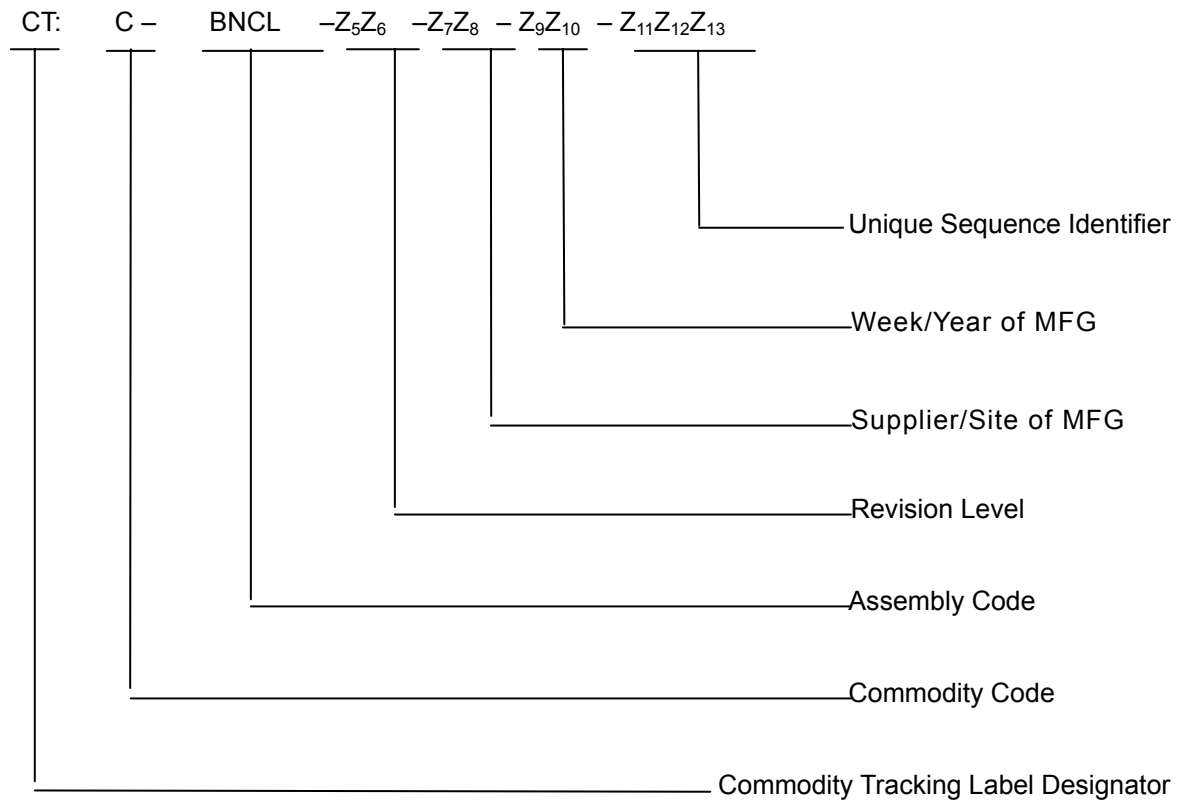 CT: C – BNCL –Z₅Z₆ –Z₇Z₈ – Z₉Z₁₀ – Z₁₁Z₁₂Z₁₃
Unique Sequence Identifier
Week/Year of MFG
Supplier/Site of MFG
Revision Level
Assembly Code
Commodity Code
Commodity Tracking Label Designator